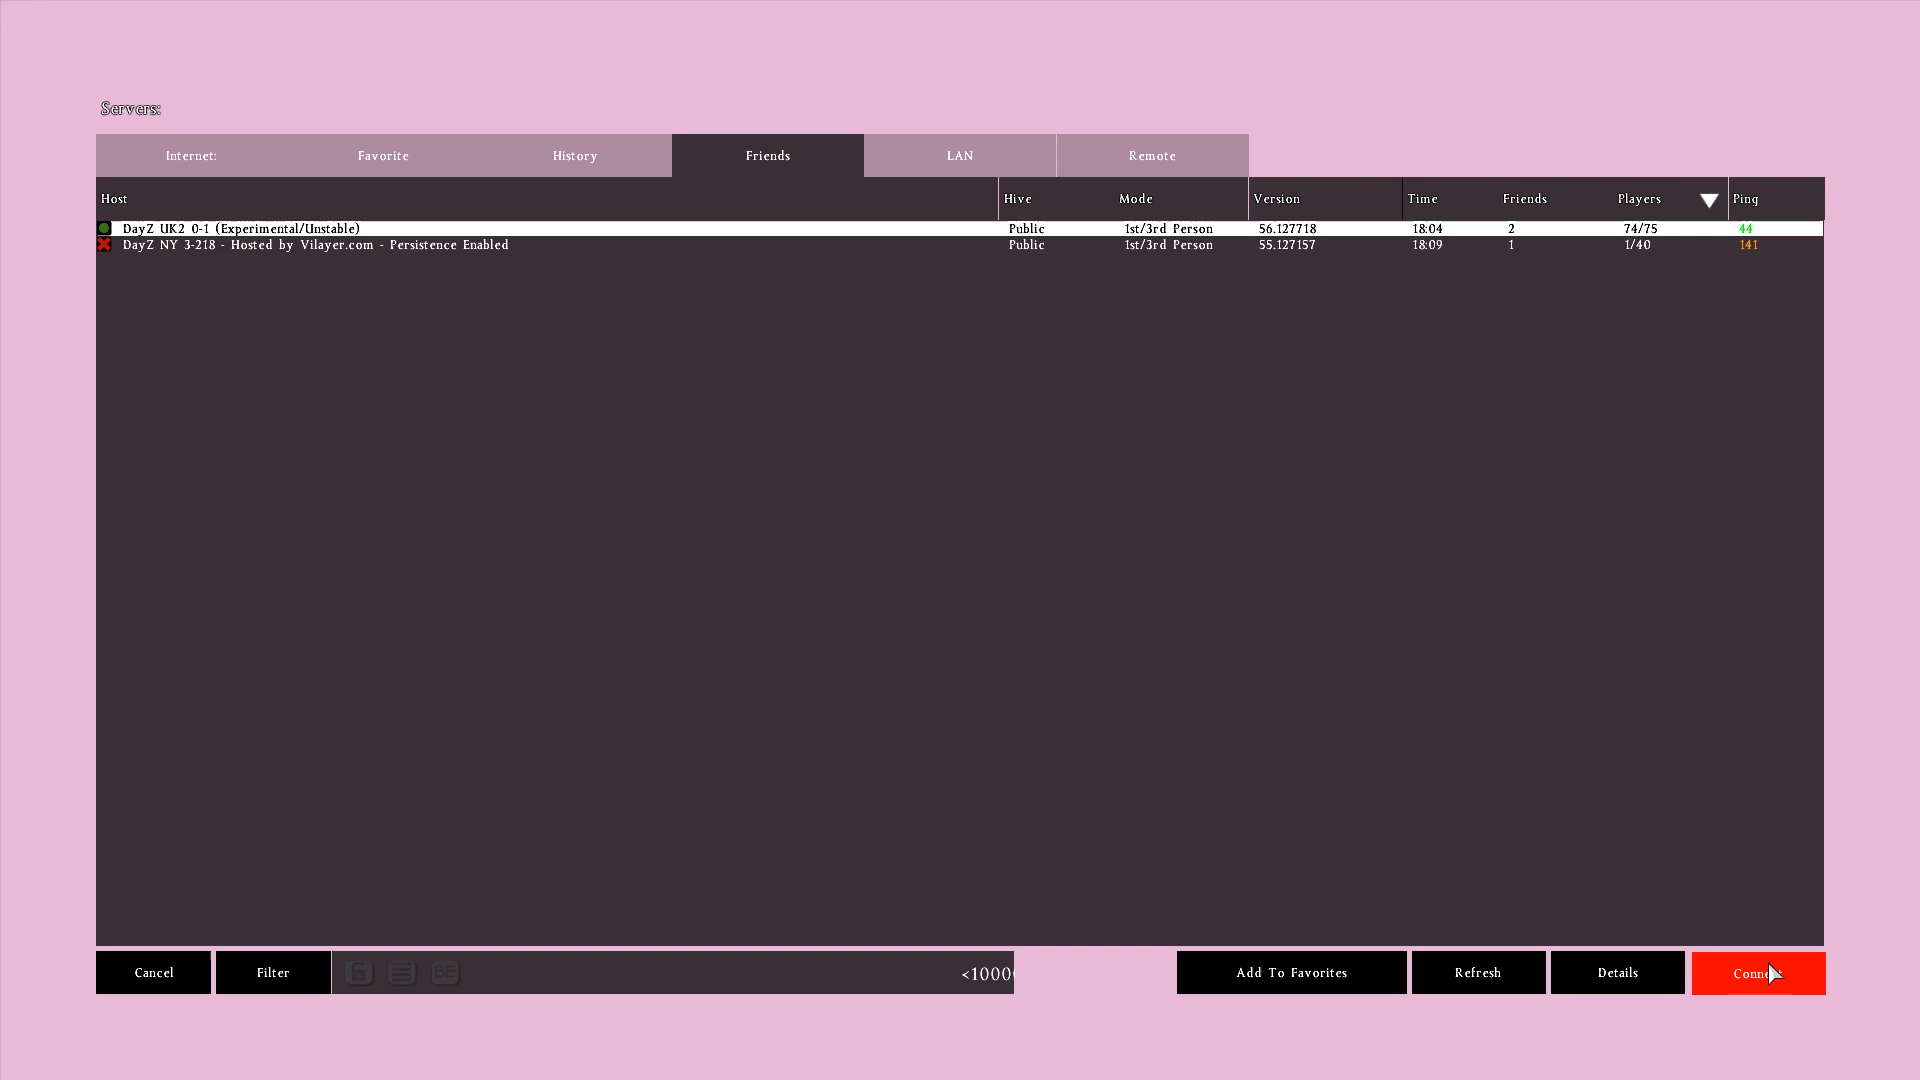 Servers:
Internet: Favorite History Friends LAN Remote
Host Hive Mode Version Time Friends Players Ping
DayZ UK2 0-1 (Experimental/Unstable) Public 1st/3rd Person 56.127718 18:04 2 74/75 44
DayZ NY 3-218 - Hosted by Vilayer.com - Persistence Enabled Public 1st/3rd Person 55.127157 18:09 1 1/40 141
Cancel Filter BE <1000 Add To Favorites Refresh Details